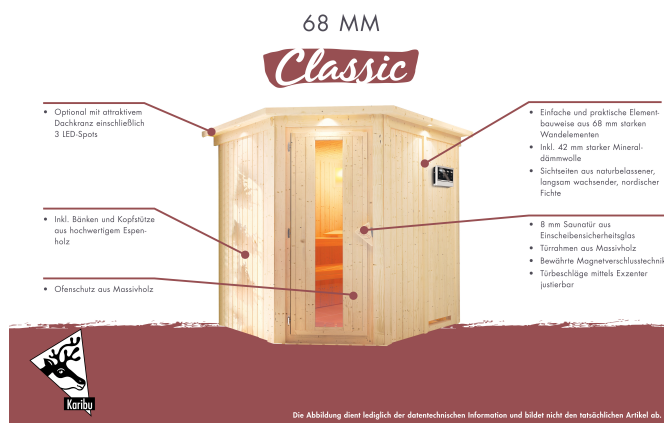 68 MM
Classic
• Optional mit attraktivem
Dachkranz einschließlich
3 LED-Spots
• Inkl. Bänken und Kopfstütze
aus hochwertigem Espen-
holz
• Ofenschutz aus Massivholz
• Einfache und praktische Element-
bauweise aus 68 mm starken
Wandelementen
• Inkl. 42 mm starker Mineral-
dämmwolle
• Sichtseiten aus naturbelassener,
langsam wachsender, nordischer
Fichte
• 8 mm Saunatür aus
Einscheibensicherheitsglas
• Türrahmen aus Massivholz
• Bewährte Magnetverschlusstechnik
• Türbeschläge mittels Exzenter
justierbar
Karibu
Die Abbildung dient lediglich der datentechnischen Information und bildet nicht den tatsächlichen Artikel ab.